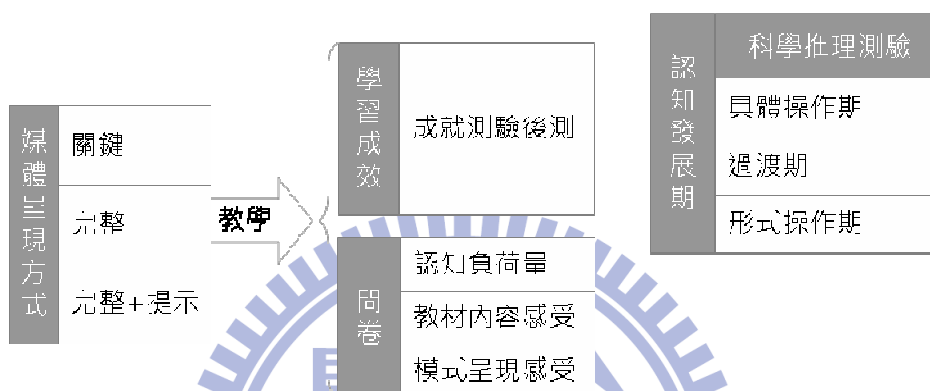 媒體呈現方式
關鍵
完整
完整+提示
教學
學習成效
成就測驗後測
問卷
認知負荷量
教材內容感受
模式呈現感受
認知發展期
科學推理測驗
具體操作期
過渡期
形式操作期